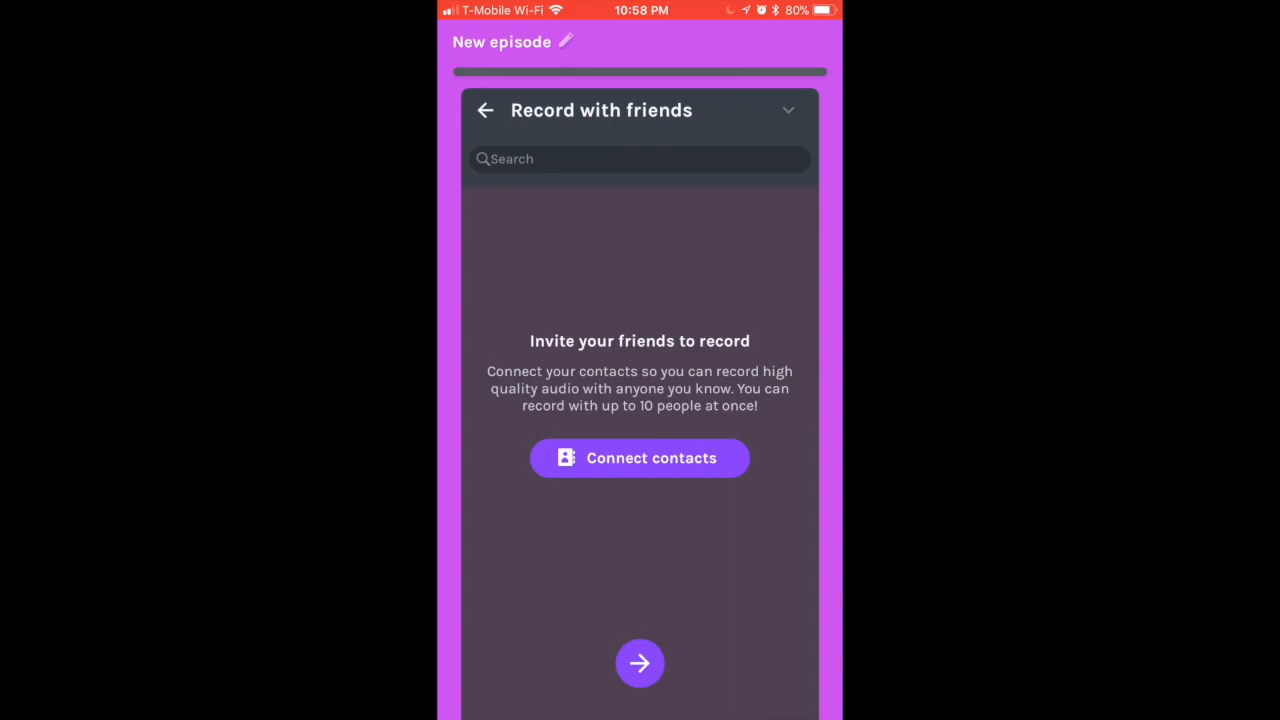 T-Mobile Wi-Fi 10:58 PM 80%
New episode
Record with friends
Search
Invite your friends to record
Connect your contacts so you can record high
quality audio with anyone you know. You can
record with up to 10 people at once!
Connect contacts